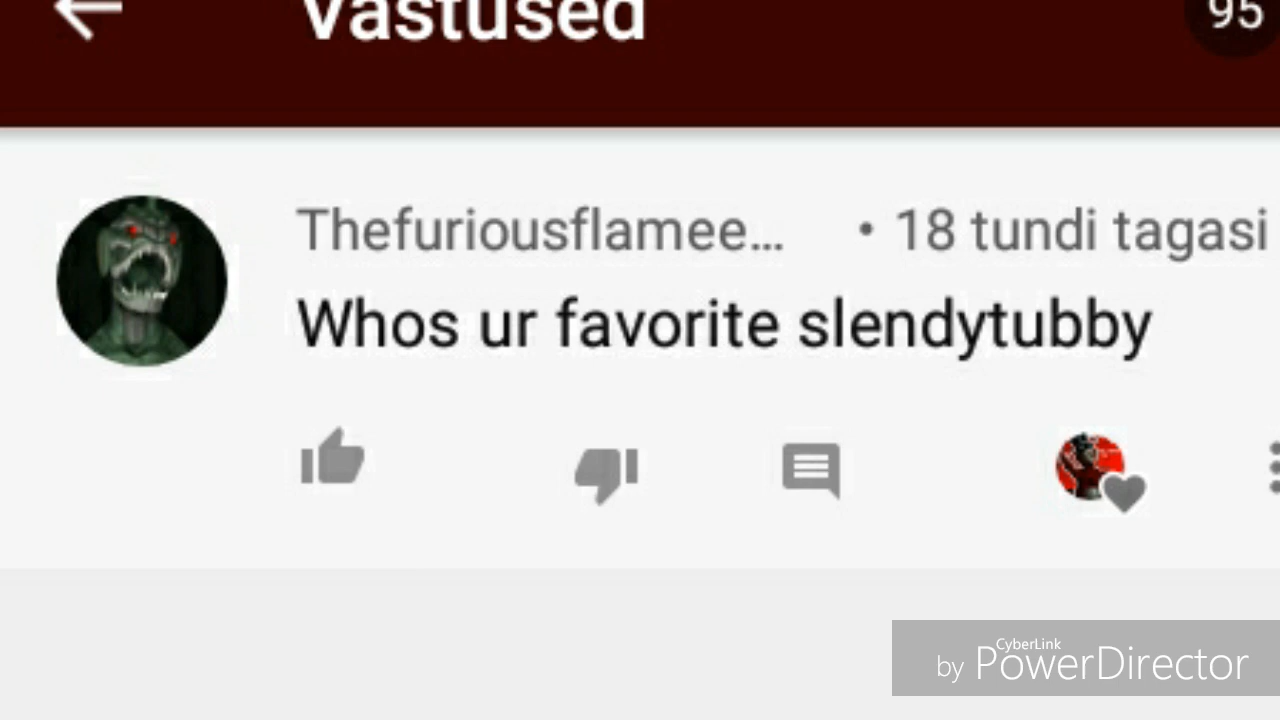 Vastused
95
Thefuriousflamee... • 18 tundi tagasi
Whos ur favorite slendytubby
CyberLink
by PowerDirector